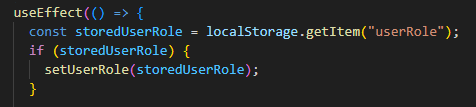 useEffect(() => {
const storedUserRole = localStorage.getItem("userRole");
if (storedUserRole) {
setUserRole(storedUserRole);
}